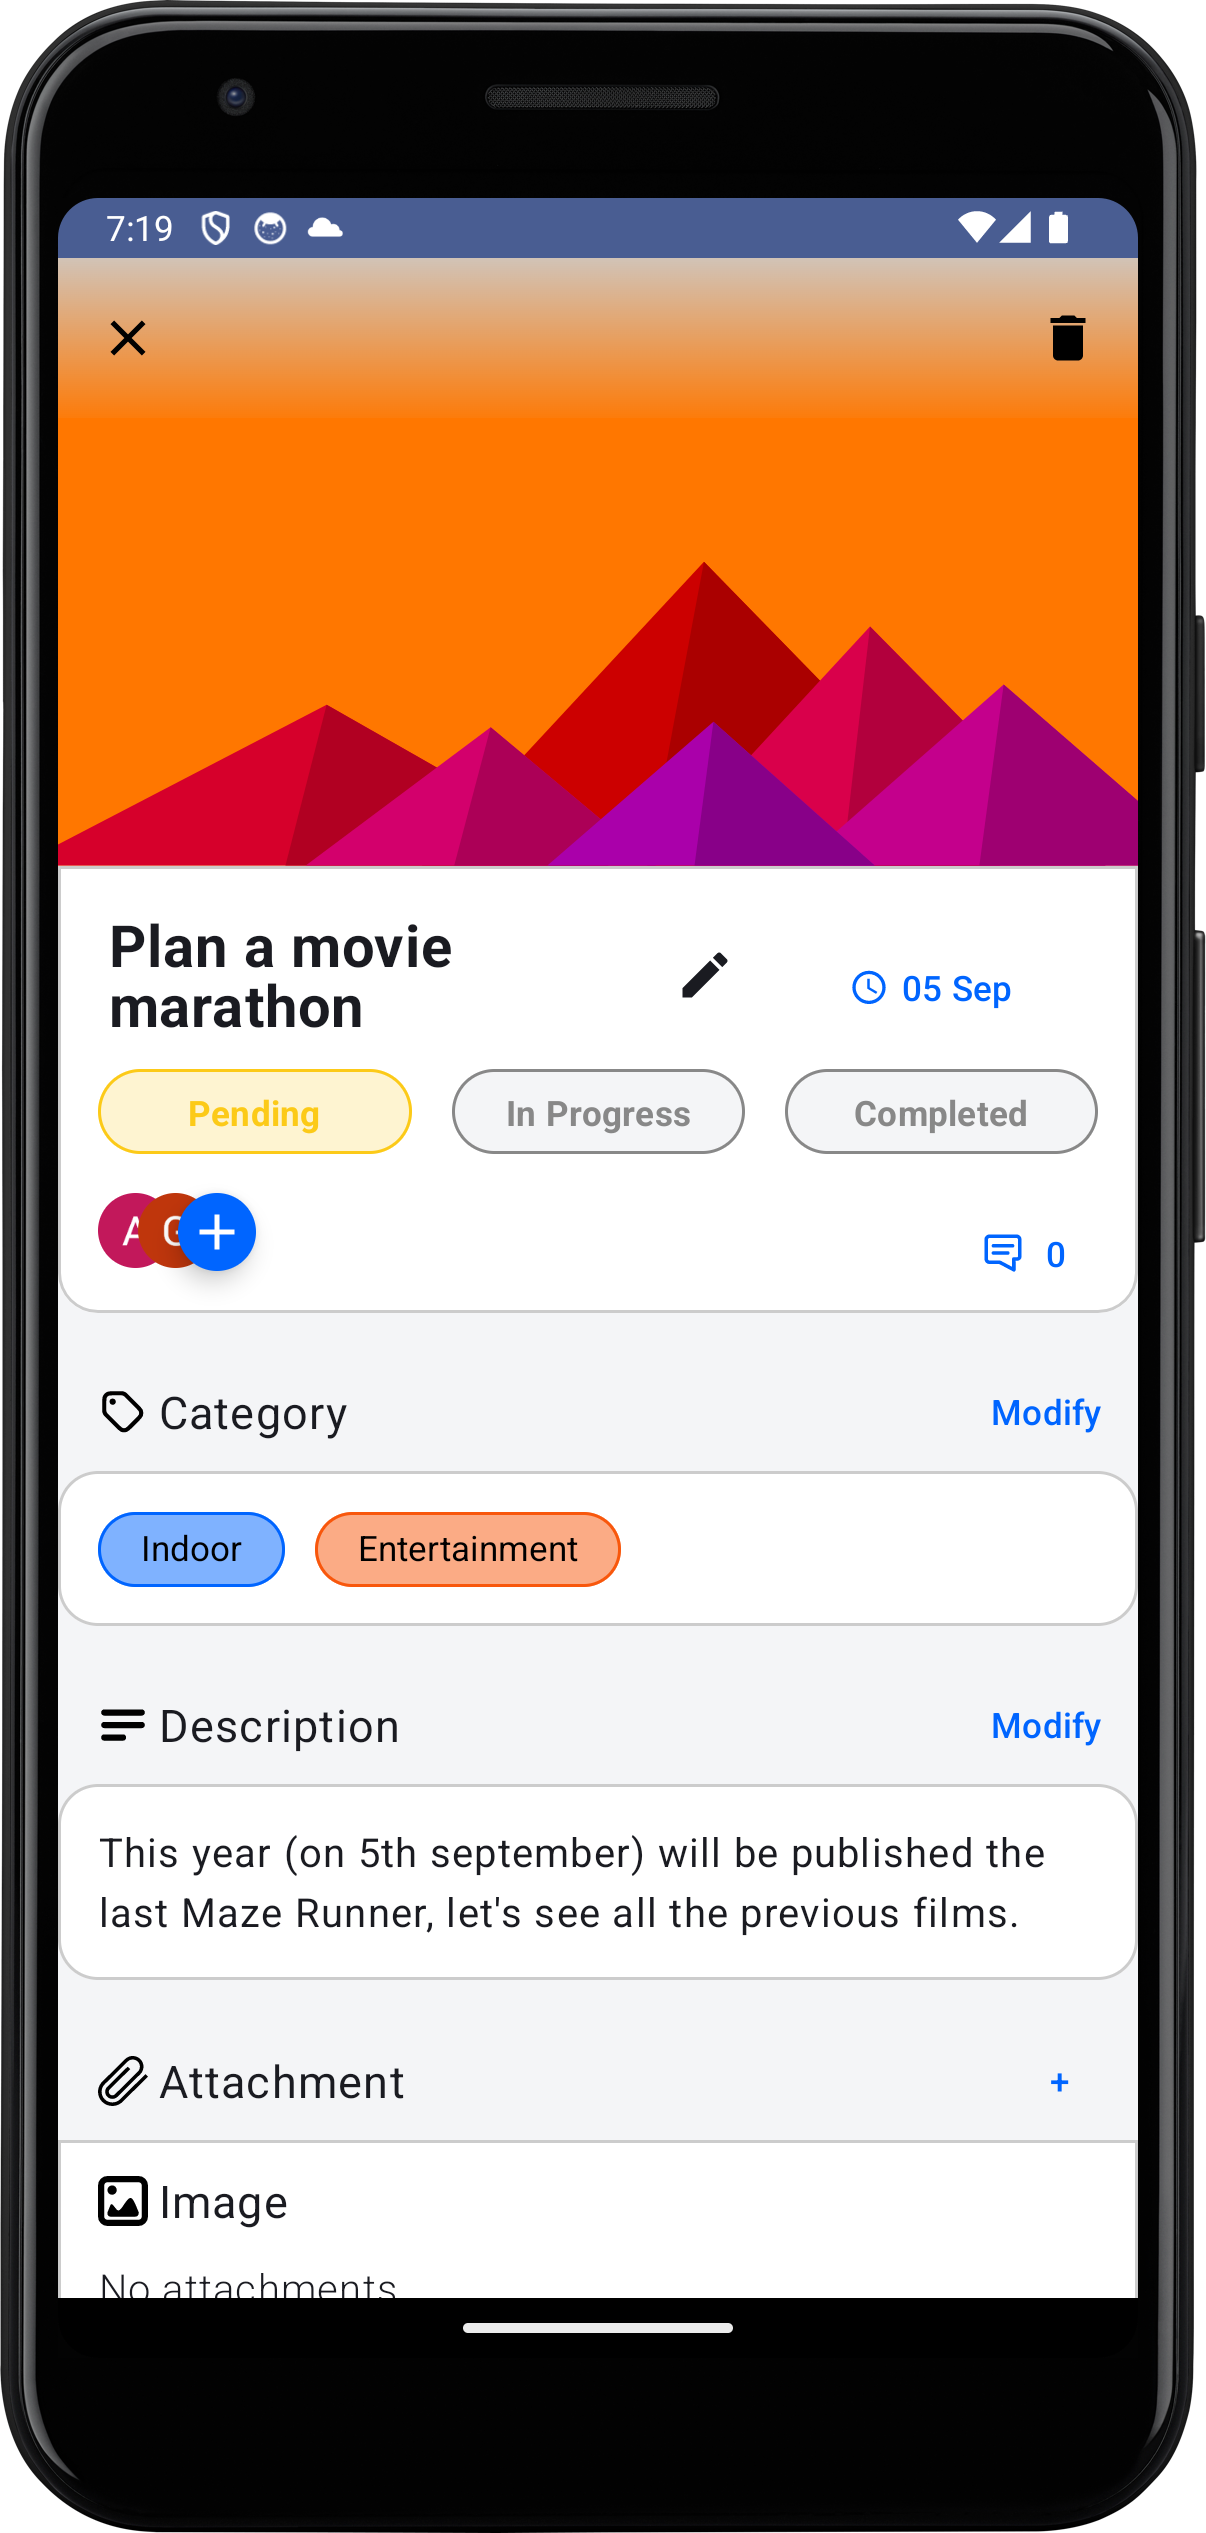 7:19
Plan a movie
marathon
05 Sep
Pending
In Progress
Completed
A
G
0
Category
Modify
Indoor
Entertainment
Description
Modify
This year (on 5th september) will be published the
last Maze Runner, let's see all the previous films.
Attachment
+
Image
No attachments